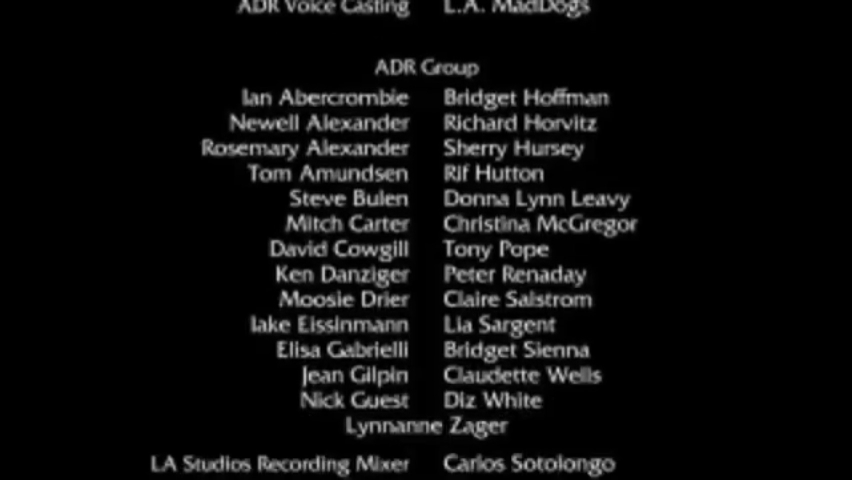 ADR Voice Casting L.A. MadDogs
ADR Group
Ian Abercrombie Bridget Hoffman
Newell Alexander Richard Horvitz
Rosemary Alexander Sherry Hursey
Tom Amundsen Rif Hutton
Steve Bulen Donna Lynn Leavy
Mitch Carter Christina McGregor
David Cowgill Tony Pope
Ken Danziger Peter Renaday
Moosie Drier Claire Salstrom
Iake Eissinmann Lia Sargent
Elisa Gabrielli Bridget Sienna
Jean Gilpin Claudette Wells
Nick Guest Diz White
Lynnanne Zager
LA Studios Recording Mixer Carlos Sotolongo